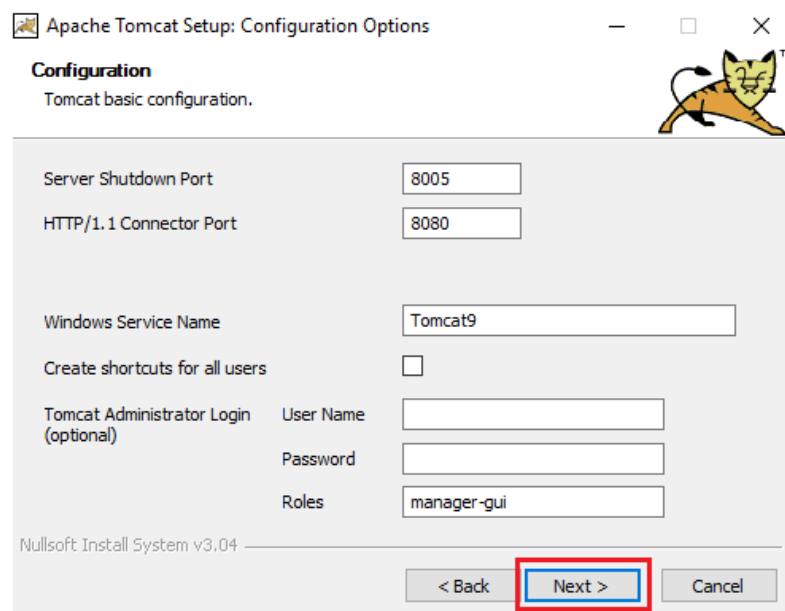 Apache Tomcat Setup: Configuration Options
Configuration
Tomcat basic configuration.
Server Shutdown Port 8005
HTTP/1.1 Connector Port 8080
Windows Service Name Tomcat9
Create shortcuts for all users
Tomcat Administrator Login
(optional)
User Name
Password
Roles manager-gui
Nullsoft Install System v3.04
< Back Next > Cancel